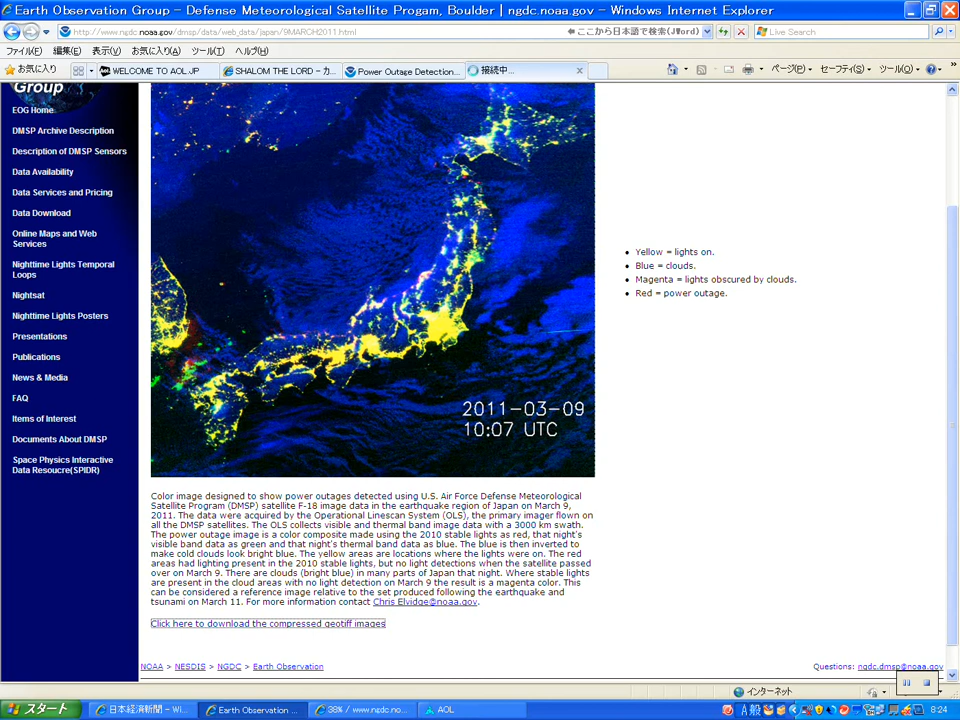 Earth Observation Group - Defense Meteorological Satellite Progam, Boulder | ngdc.noaa.gov - Windows Internet Explorer
http://www.ngdc.noaa.gov/dmsp/data/web_data/japan/9MARCH2011.html
ここから日本語で検索(JWord)
Live Search
ファイル(F) 編集(E) 表示(V) お気に入り(A) ツール(T) ヘルプ(H)
お気に入り
WELCOME TO AOL.JP
SHALOM THE LORD - カ...
Power Outage Detection...
接続中...
ページ(P) セーフティ(S) ツール(O)
Group
EOG Home
DMSP Archive Description
Description of DMSP Sensors
Data Availability
Data Services and Pricing
Data Download
Online Maps and Web
Services
Nighttime Lights Temporal
Loops
Nightsat
Nighttime Lights Posters
Presentations
Publications
News & Media
FAQ
Items of Interest
Documents About DMSP
Space Physics Interactive
Data Resoucre(SPIDR)
2011-03-09
10:07 UTC
Yellow = lights on.
Blue = clouds.
Magenta = lights obscured by clouds.
Red = power outage.
Color image designed to show power outages detected using U.S. Air Force Defense Meteorological
Satellite Program (DMSP) satellite F-18 image data in the earthquake region of Japan on March 9,
2011. The data were acquired by the Operational Linescan System (OLS), the primary imager flown on
all the DMSP satellites. The OLS collects visible and thermal band image data with a 3000 km swath.
The power outage image is a color composite made using the 2010 stable lights as red, that night's
visible band data as green and that night's thermal band data as blue. The blue is then inverted to
make cold clouds look bright blue. The yellow areas are locations where the lights were on. The red
areas had lighting present in the 2010 stable lights, but no light detections when the satellite passed
over on March 9. There are clouds (bright blue) in many parts of Japan that night. Where stable lights
are present in the cloud areas with no light detection on March 9 the result is a magenta color. This
can be considered a reference image relative to the set produced following the earthquake and
tsunami on March 11. For more information contact Chris Elvidge@noaa.gov.
Click here to download the compressed geotiff images
NOAA > NESDIS > NGDC > Earth Observation
Questions: ngdc.dmsp@noaa.gov
インターネット
スタート
日本経済新聞 - Wi...
Earth Observation ...
38% / www.ngdc.no...
AOL
A 般
8:24